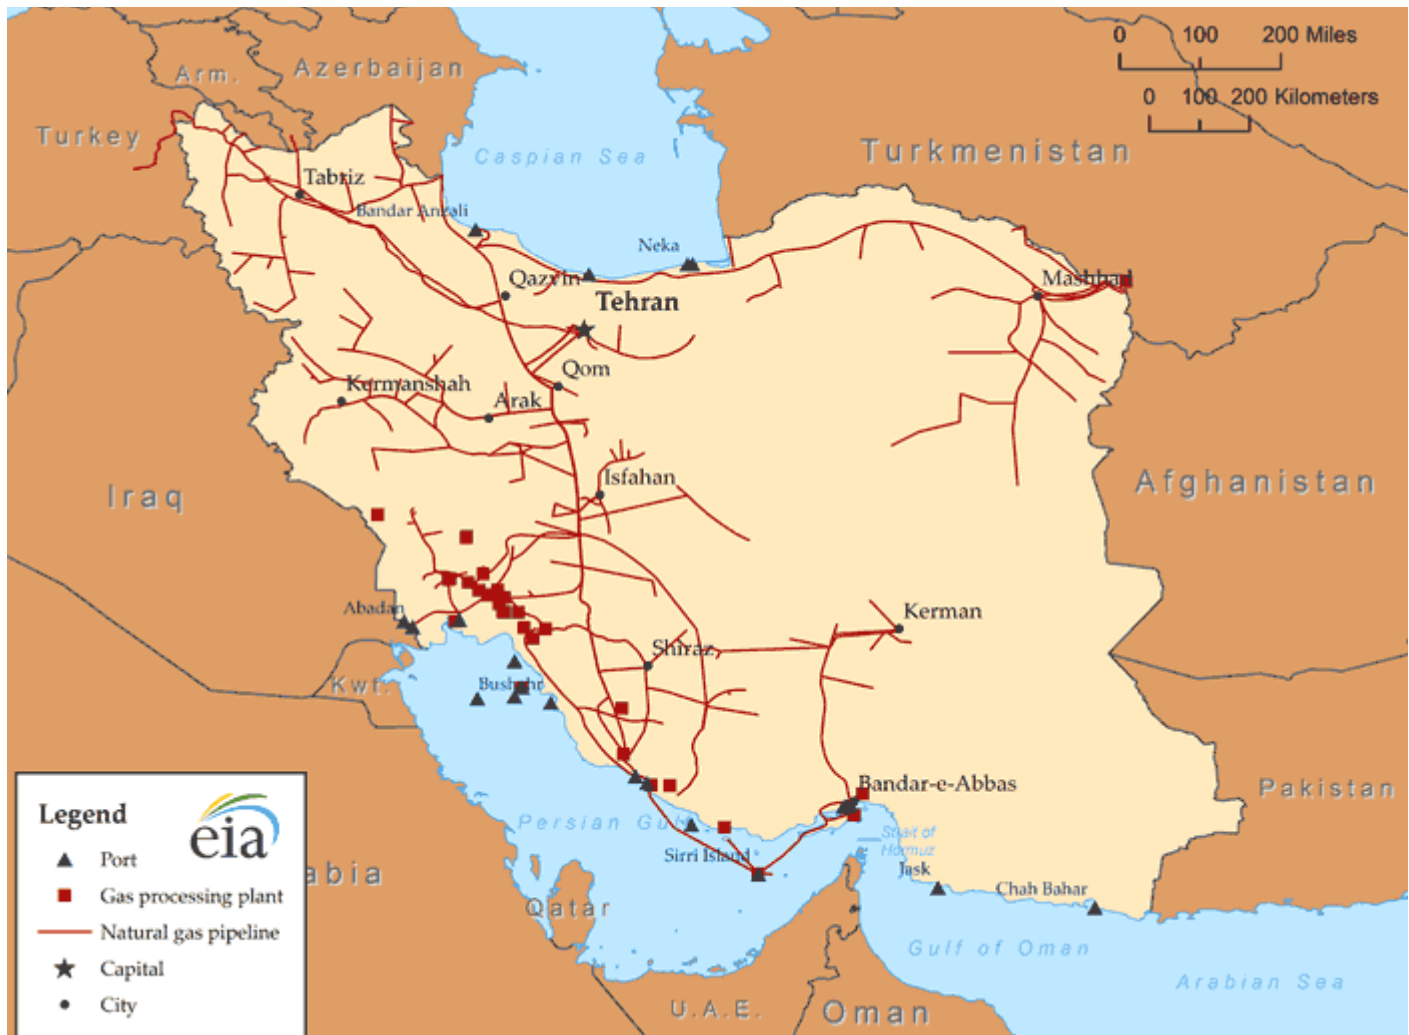 0 100 200 Miles
0 100 200 Kilometers
Arm.
Azerbaijan
Turkey
Caspian Sea
Turkmenistan
Tabriz
Bandar Anzali
Neka
Qazvin
Mashhad
Tehran
Qom
Kermanshah
Arak
Isfahan
Iraq
Afghanistan
Abadan
Kerman
Shiraz
Kwt.
Bushehr
Bandar-e-Abbas
Pakistan
Persian Gulf
Strait of
Hormuz
Sirri Island
Jask
Chah Bahar
abia
Qatar
Gulf of Oman
Arabian Sea
U.A.E.
Oman
Legend
eia
Port
Gas processing plant
Natural gas pipeline
Capital
City